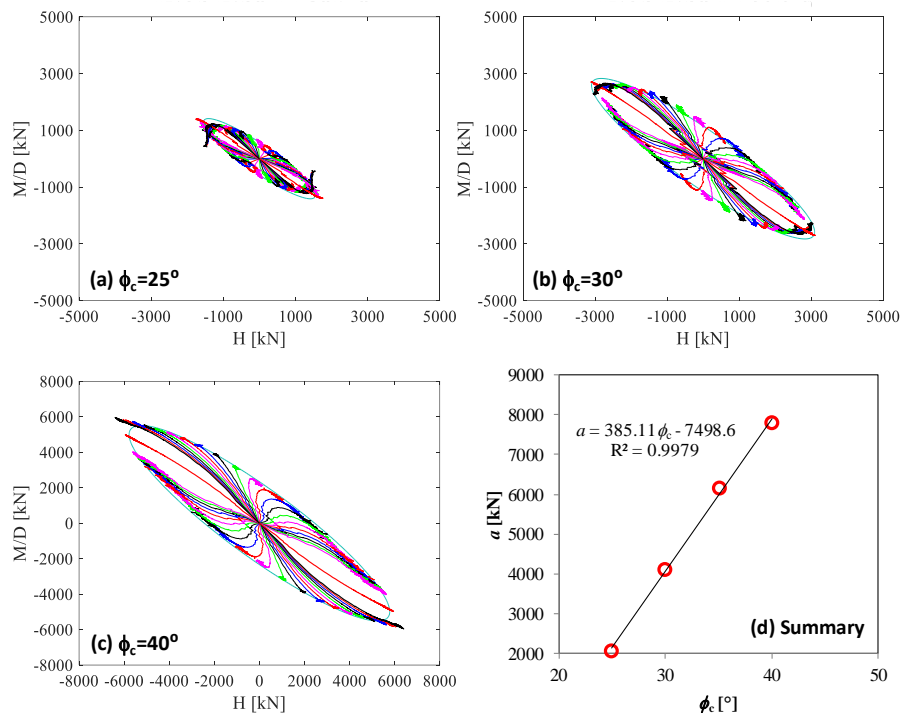 5000
3000
1000
-1000
-3000
-5000
M/D [kN]
(a) ϕc=25°
-5000 -3000 -1000 1000 3000 5000
H [kN]
5000
3000
1000
-1000
-3000
-5000
M/D [kN]
(b) ϕc=30°
-5000 -3000 -1000 1000 3000 5000
H [kN]
8000
6000
4000
2000
0
-2000
-4000
-6000
-8000
M/D [kN]
(c) ϕc=40°
-8000 -6000 -4000 -2000 0 2000 4000 6000 8000
H [kN]
9000
8000
7000
6000
5000
4000
3000
2000
a [kN]
a = 385.11ϕc - 7498.6
R² = 0.9979
(d) Summary
20 30 40 50
ϕc [°]